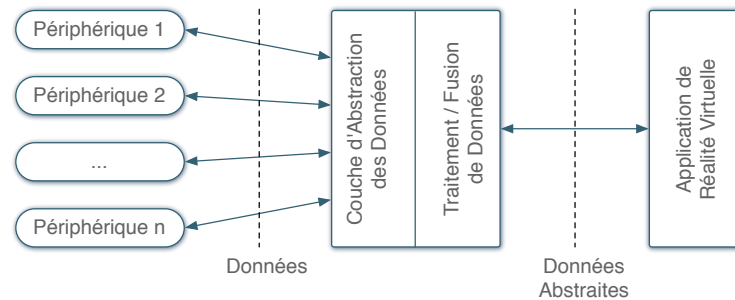 Périphérique 1
Périphérique 2
...
Périphérique n
Données
Couche d'Abstraction
des Données
Traitement / Fusion
de Données
Données
Abstraites
Application de
Réalité Virtuelle